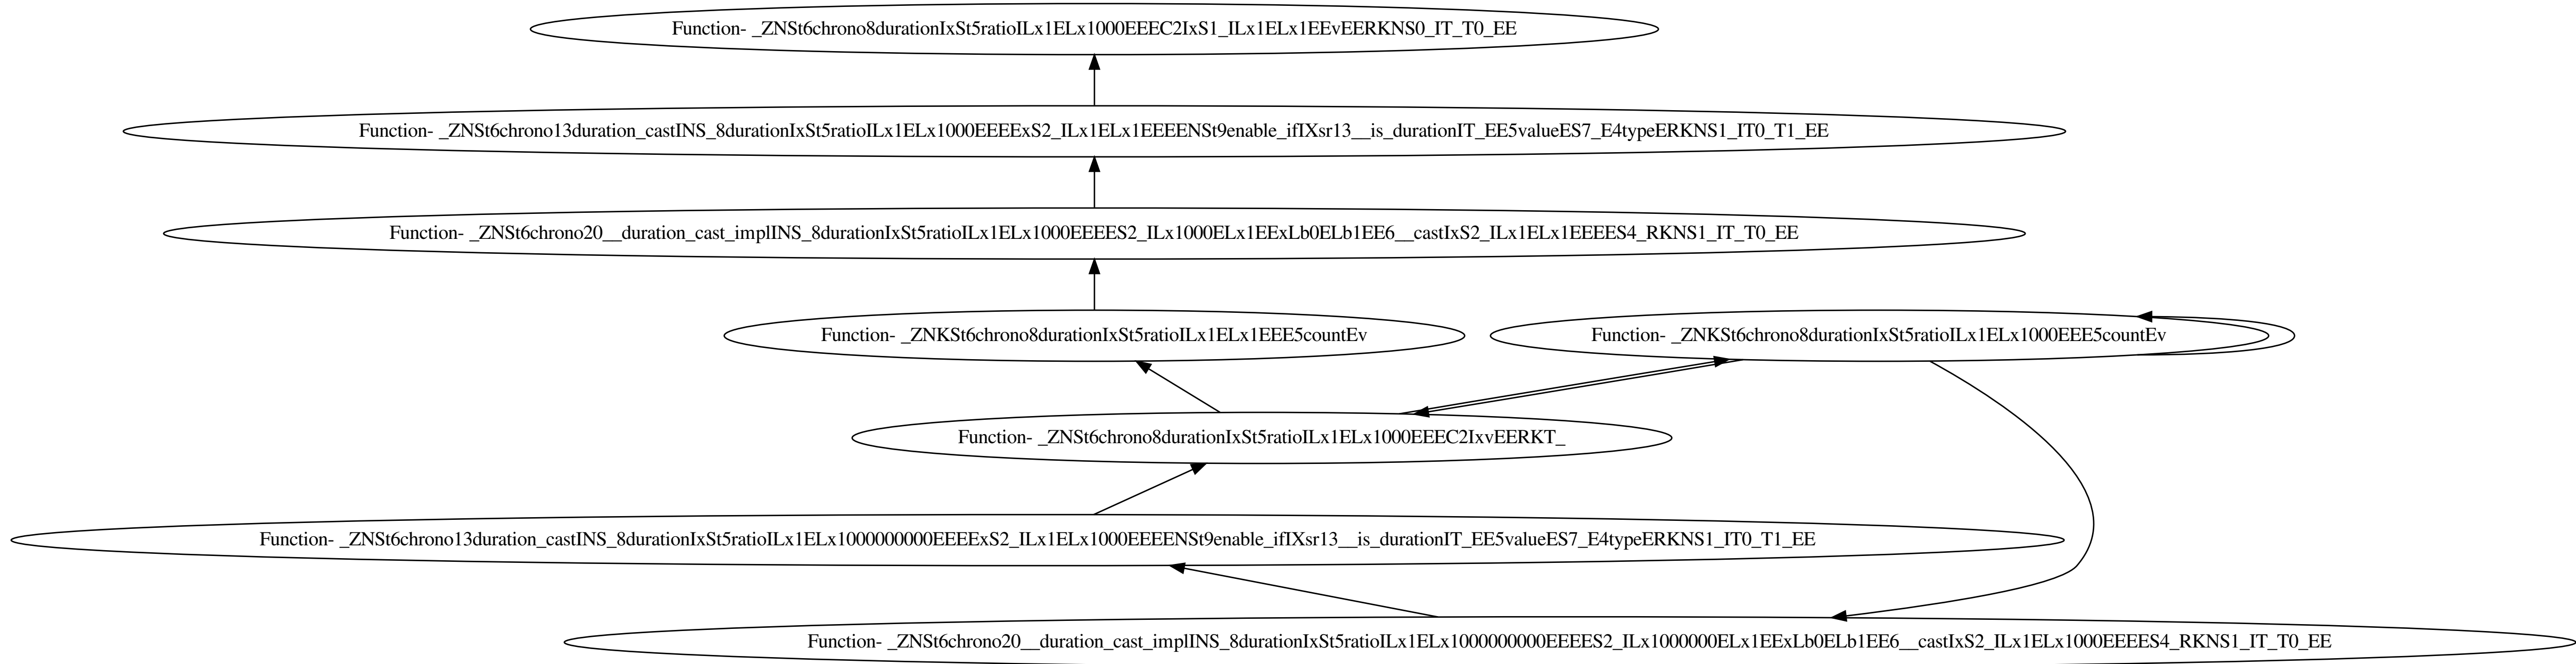 Function- _ZNSt6chrono8durationIxSt5ratioILx1ELx1000EEEC2IxS1_ILx1ELx1EEvEERKNS0_IT_T0_EE
Function- _ZNSt6chrono13duration_castINS_8durationIxSt5ratioILx1ELx1000EEEExS2_ILx1ELx1EEEENSt9enable_ifIXsr13__is_durationIT_EE5valueES7_E4typeERKNS1_IT0_T1_EE
Function- _ZNSt6chrono20__duration_cast_implINS_8durationIxSt5ratioILx1ELx1000EEEES2_ILx1000ELx1EExLb0ELb1EE6__castIxS2_ILx1ELx1EEEES4_RKNS1_IT_T0_EE
Function- _ZNKSt6chrono8durationIxSt5ratioILx1ELx1EEE5countEv
Function- _ZNKSt6chrono8durationIxSt5ratioILx1ELx1000EEE5countEv
Function- _ZNSt6chrono8durationIxSt5ratioILx1ELx1000EEEC2IxvEERKT_
Function- _ZNSt6chrono13duration_castINS_8durationIxSt5ratioILx1ELx1000000000EEEExS2_ILx1ELx1000EEEENSt9enable_ifIXsr13__is_durationIT_EE5valueES7_E4typeERKNS1_IT0_T1_EE
Function- _ZNSt6chrono20__duration_cast_implINS_8durationIxSt5ratioILx1ELx1000000000EEEES2_ILx1000000ELx1EExLb0ELb1EE6__castIxS2_ILx1ELx1000EEEES4_RKNS1_IT_T0_EE